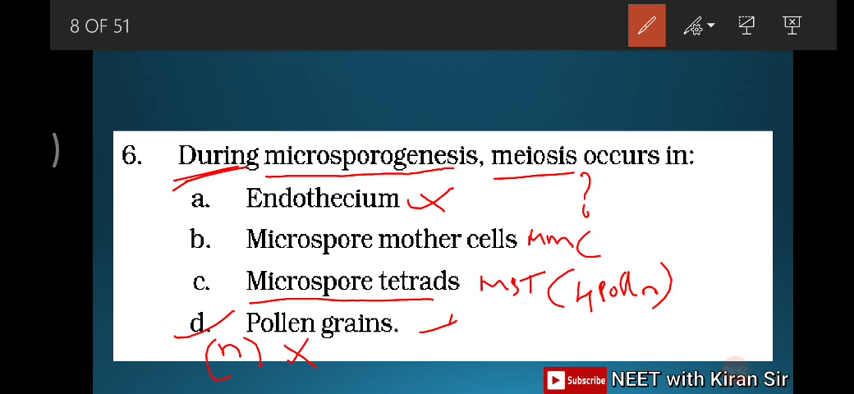 8 OF 51
6. During microsporogenesis, meiosis occurs in:
?
a. Endothecium
b. Microspore mother cells MMC
c. Microspore tetrads MST (4 Polln)
d. Pollen grains.
(n) X
Subscribe NEET with Kiran Sir